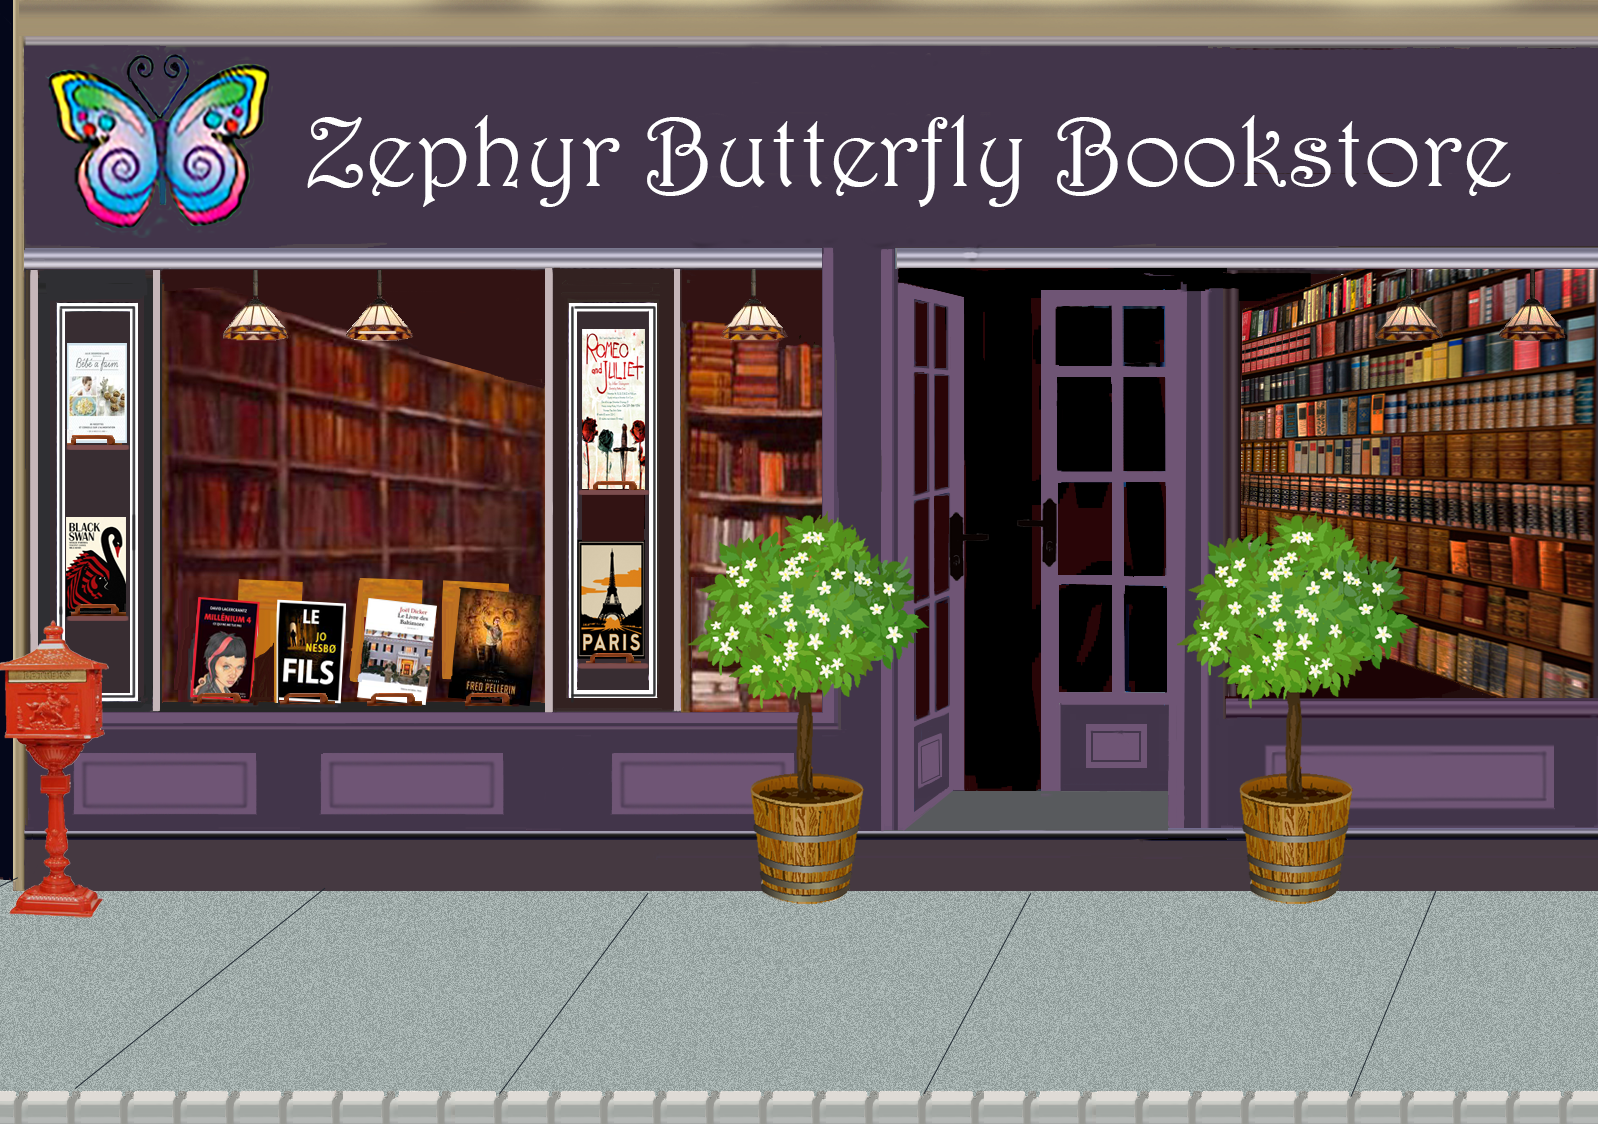 Zephyr Butterfly Bookstore
Bébé a faim
BLACK
SWAN
ROMEO
and JULIET
PARIS
DAVID LAGERCRANTZ
MILLÉNIUM 4
LE
JO
NESBØ
FILS
Joël Dicker
Le Livre des
Baltimore
FRED PELLERIN